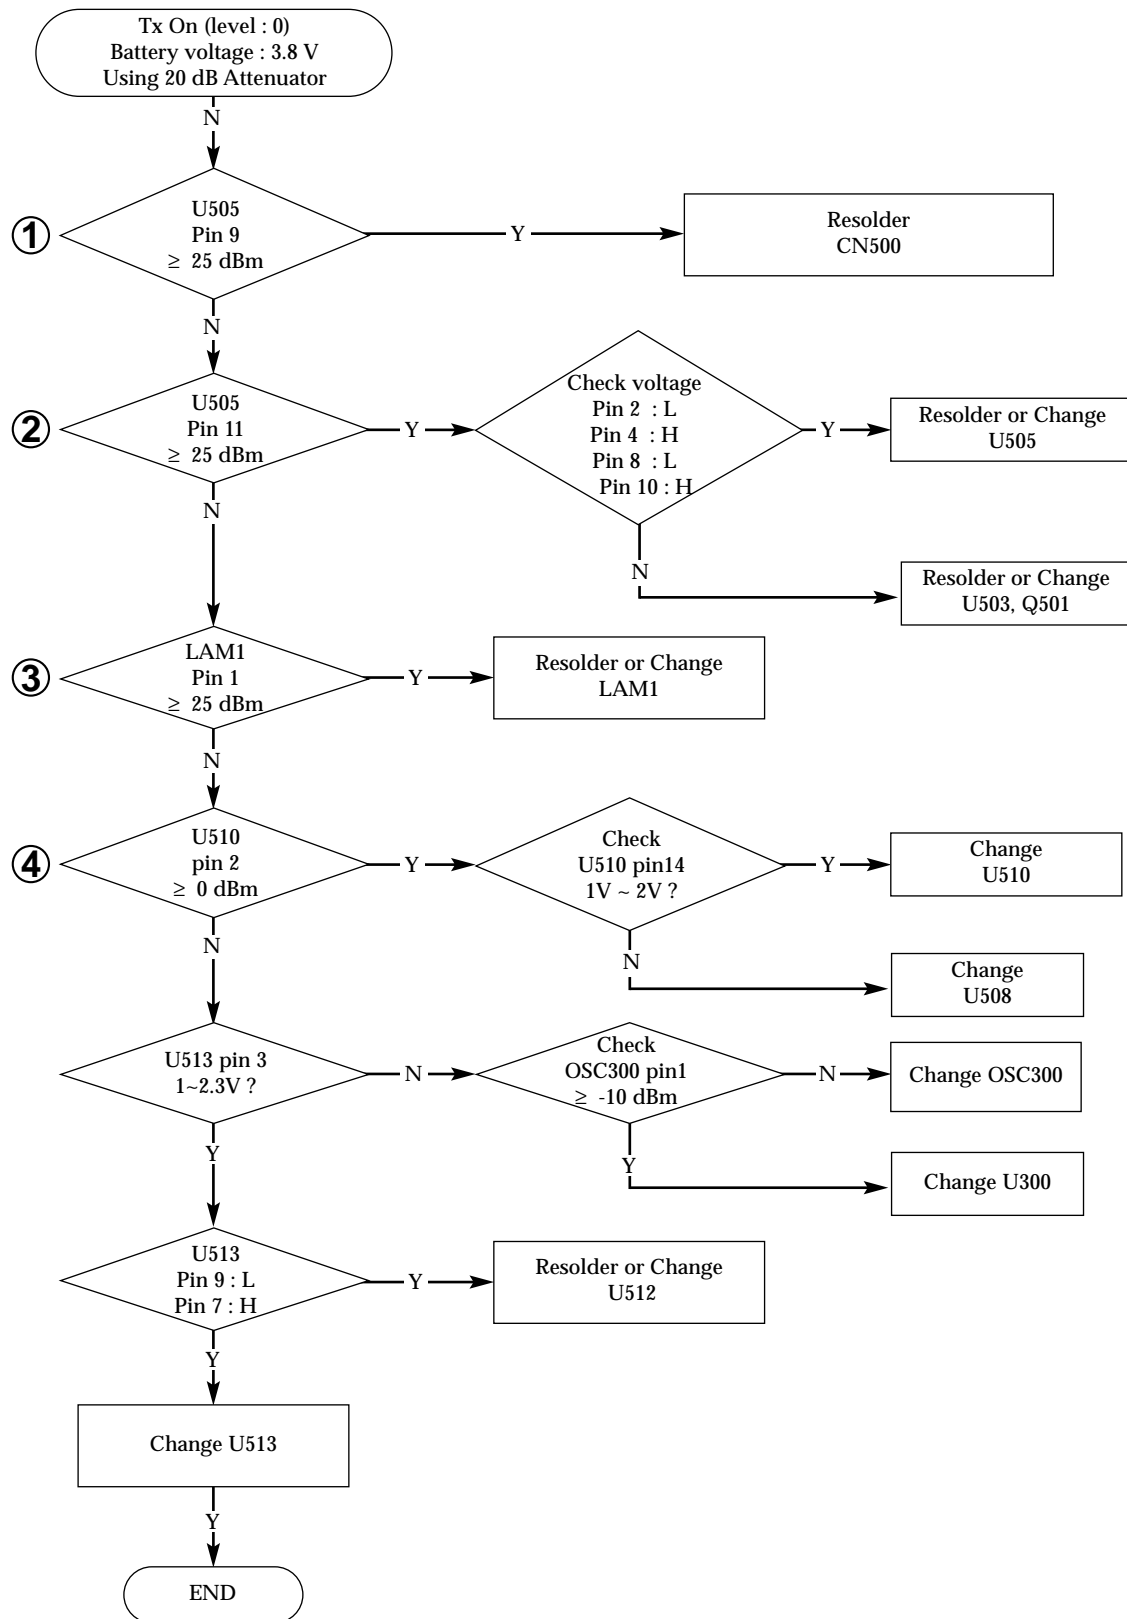 Tx On (level : 0)
Battery voltage : 3.8 V
Using 20 dB Attenuator
N
1
U505
Pin 9
≥ 25 dBm
Y
Resolder
CN500
N
2
U505
Pin 11
≥ 25 dBm
Y
Check voltage
Pin 2 : L
Pin 4 : H
Pin 8 : L
Pin 10 : H
Y
Resolder or Change
U505
N
N
Resolder or Change
U503, Q501
3
LAM1
Pin 1
≥ 25 dBm
Y
Resolder or Change
LAM1
N
4
U510
pin 2
≥ 0 dBm
Y
Check
U510 pin14
1V ~ 2V ?
Y
Change
U510
N
N
Change
U508
U513 pin 3
1~2.3V ?
N
Check
OSC300 pin1
≥ -10 dBm
N
Change OSC300
Y
Y
Change U300
U513
Pin 9 : L
Pin 7 : H
Y
Resolder or Change
U512
Y
Change U513
Y
END